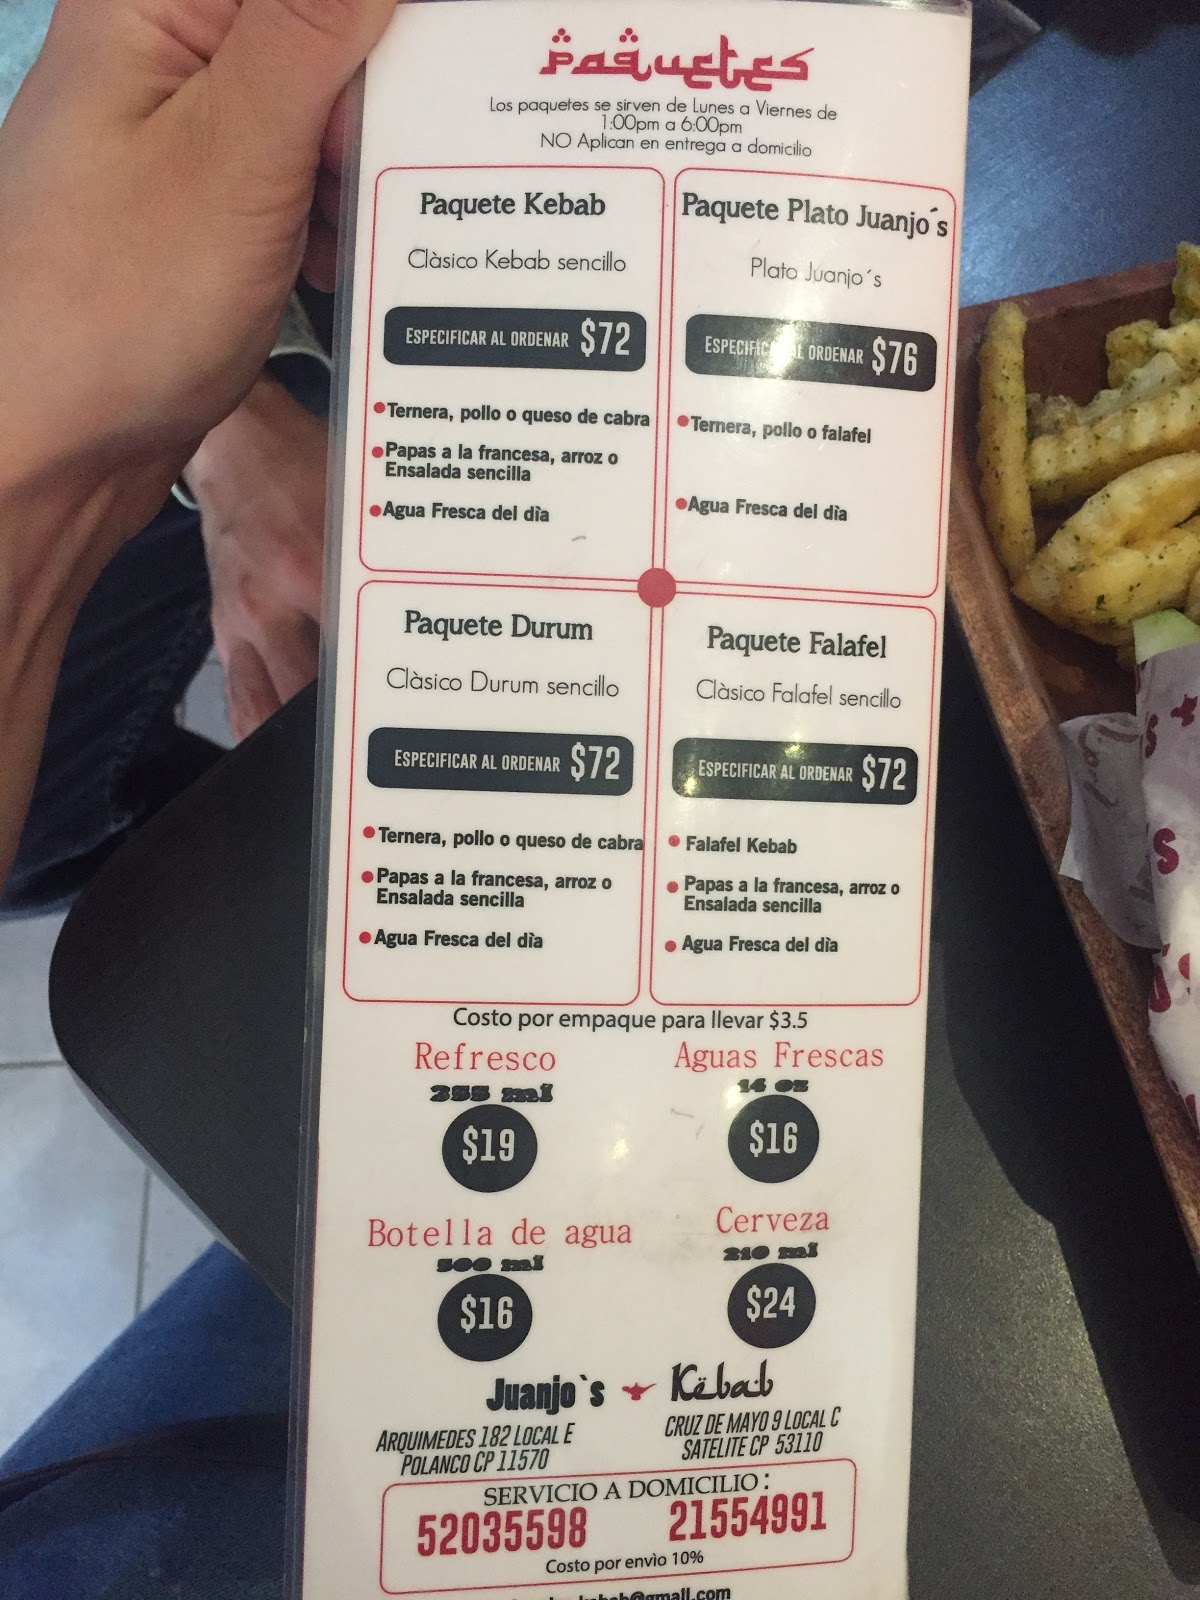 Paquetes
Los paquetes se sirven de Lunes a Viernes de
1:00pm a 6:00pm
NO Aplican en entrega a domicilio
Paquete Kebab
Clàsico Kebab sencillo
ESPECIFICAR AL ORDENAR $72
Ternera, pollo o queso de cabra
Papas a la francesa, arroz o
Ensalada sencilla
Agua Fresca del dìa
Paquete Plato Juanjo´s
Plato Juanjo´s
ESPECIFICAR AL ORDENAR $76
Ternera, pollo o falafel
Agua Fresca del dìa
Paquete Durum
Clàsico Durum sencillo
ESPECIFICAR AL ORDENAR $72
Ternera, pollo o queso de cabra
Papas a la francesa, arroz o
Ensalada sencilla
Agua Fresca del dìa
Paquete Falafel
Clàsico Falafel sencillo
ESPECIFICAR AL ORDENAR $72
Falafel Kebab
Papas a la francesa, arroz o
Ensalada sencilla
Agua Fresca del dìa
Costo por empaque para llevar $3.5
Refresco
355 ml
$19
Aguas Frescas
14 oz
$16
Botella de agua
500 ml
$16
Cerveza
210 ml
$24
Juanjo`s Këbab
ARQUIMEDES 182 LOCAL E
POLANCO CP 11570
CRUZ DE MAYO 9 LOCAL C
SATELITE CP 53110
SERVICIO A DOMICILIO:
52035598 21554991
Costo por envìo 10%